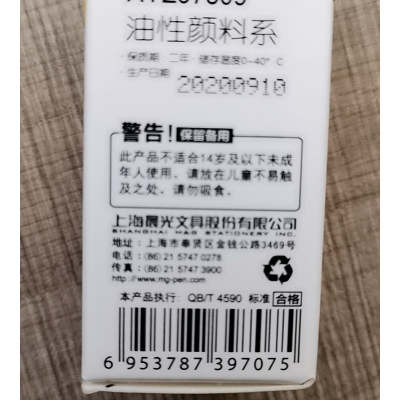 油性颜料系
·保质期：二年·储存温度0~40°C
·生产日期 20200910
警告! 保留备用
此产品不适合14岁及以下未成
年人使用。请放在儿童不易触
及之处。请勿吸食。
上海晨光文具股份有限公司
SHANGHAI M&G STATIONERY INC.
地址：上海市奉贤区金钱公路3469号
电话：(86) 21 5747 0278
传真：(86) 21 5747 3900
http://www.mg-pen.com
本产品执行：QB/T 4590 标准 合格
6 953787 397075